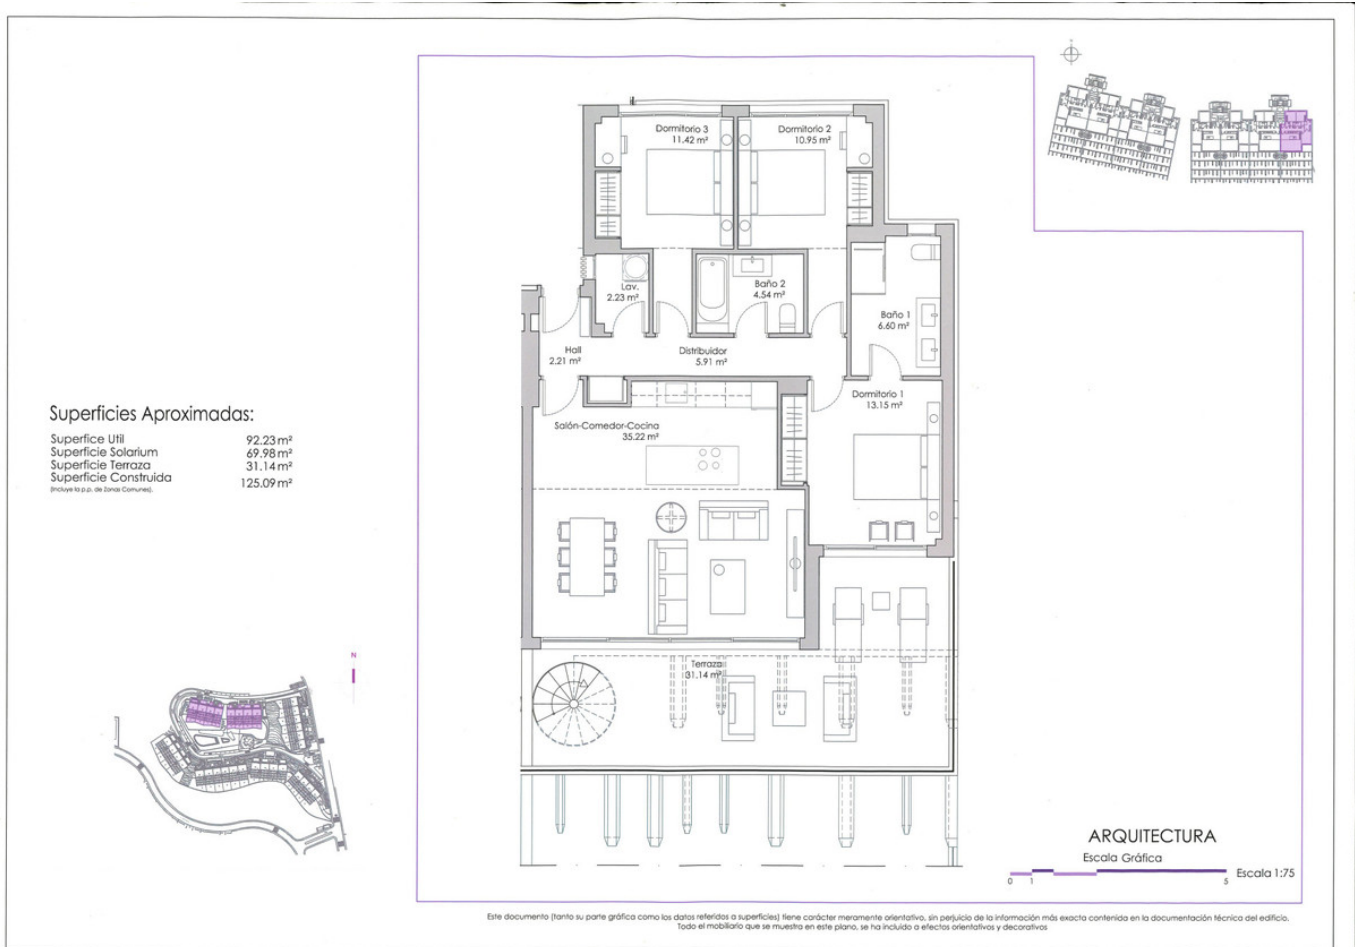 Dormitorio 3
11.42 m²
Dormitorio 2
10.95 m²
Lav.
2.23 m²
Baño 2
4.54 m²
Baño 1
6.60 m²
Hall
2.21 m²
Distribuidor
5.91 m²
Dormitorio 1
13.15 m²
Salón-Comedor-Cocina
35.22 m²
Superficies Aproximadas:
Superfice Util 92.23 m²
Superficie Solarium 69.98 m²
Superficie Terraza 31.14 m²
Superficie Construida 125.09 m²
(Incluye la p.p. de Zonas Comunes).
Terraza
31.14 m²
N
ARQUITECTURA
Escala Gráfica
0 1 5
Escala 1:75
Este documento (tanto su parte gráfica como los datos referidos a superficies) tiene carácter meramente orientativo, sin perjuicio de la información más exacta contenida en la documentación técnica del edificio.
Todo el mobiliario que se muestra en este plano, se ha incluido a efectos orientativos y decorativos